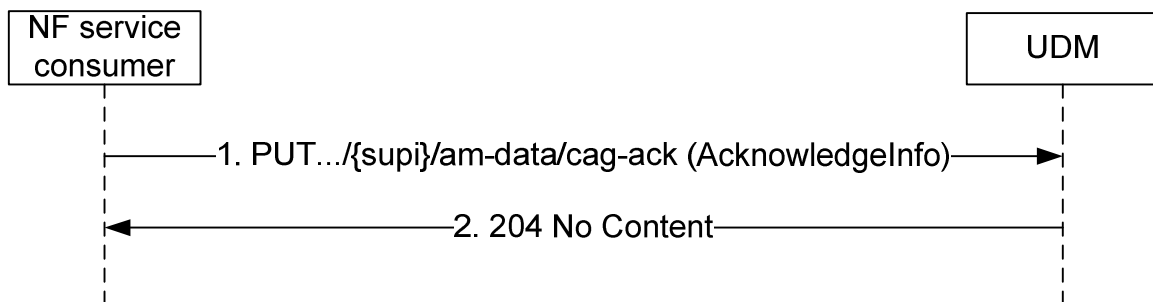 NF service
consumer
UDM
1. PUT.../{supi}/am-data/cag-ack (AcknowledgeInfo)
2. 204 No Content